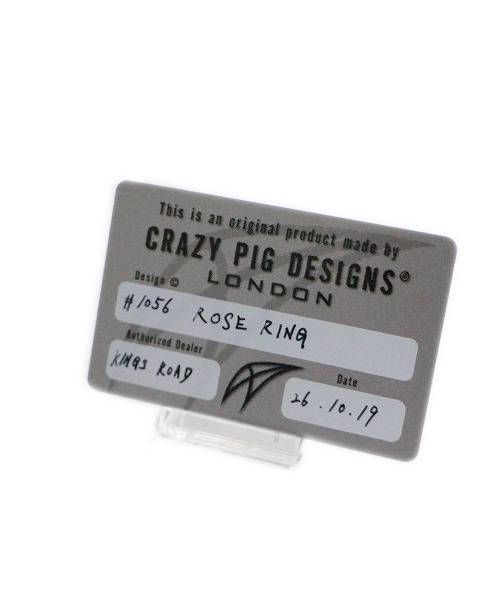 This is an original product made by
CRAZY PIG DESIGNS®
LONDON
Design ©
#1056 ROSE RING
Authorized Dealer
KINGS ROAD
Date
26.10.19